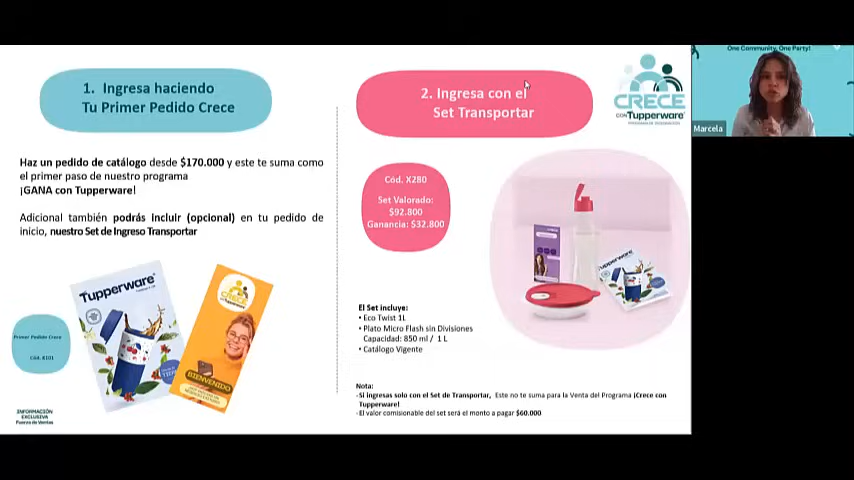 1. Ingresa haciendo
Tu Primer Pedido Crece
Haz un pedido de catálogo desde $170.000 y este te suma como
el primer paso de nuestro programa
¡GANA con Tupperware!
Adicional también podrás incluir (opcional) en tu pedido de
inicio, nuestro Set de Ingreso Transportar
Tupperware
CRECE
BIENVENIDO
Primer Pedido Crece
INFORMACIÓN
EXCLUSIVA
Fuerza de Ventas
2. Ingresa con el
Set Transportar
CRECE
CON Tupperware
Cód. X280
Set Valorado:
$92.800
Ganancia: $32.800
El Set incluye:
• Eco Twist 1L
• Plato Micro Flash sin Divisiones
Capacidad: 850 ml / 1 L
• Catálogo Vigente
Nota:
-Si ingresas solo con el Set de Transportar, Este no te suma para la Venta del Programa ¡Crece con
Tupperware!
-El valor comisionable del set será el monto a pagar $60.000
One Community, One Party!
Marcela